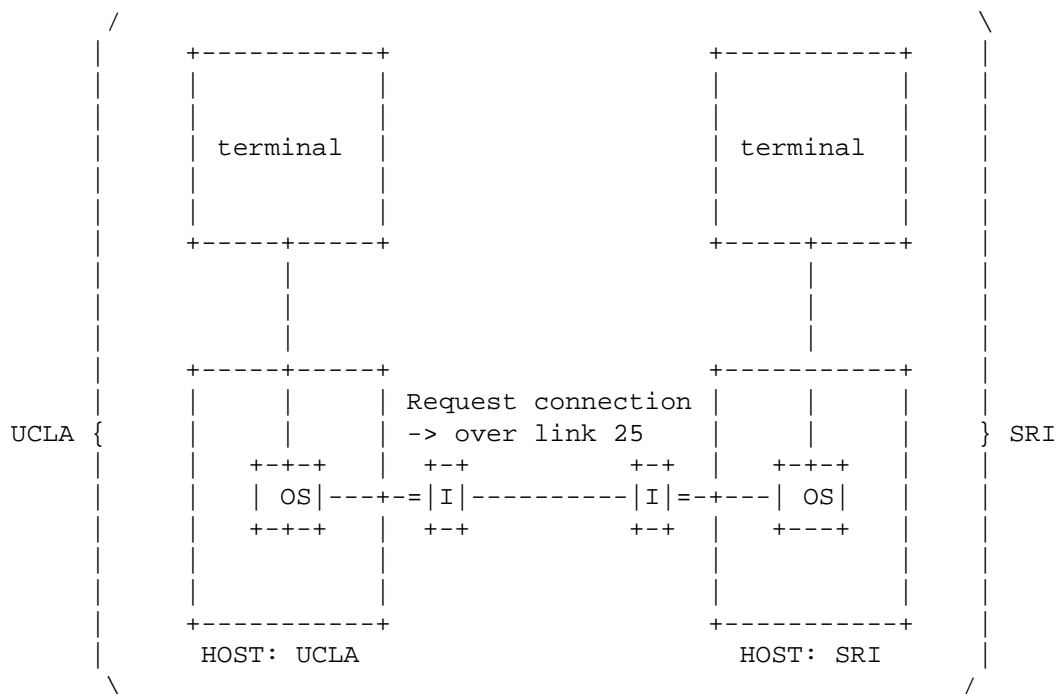 terminal terminal
Request connection
UCLA { -> over link 25 } SRI
OS I I OS
HOST: UCLA HOST: SRI